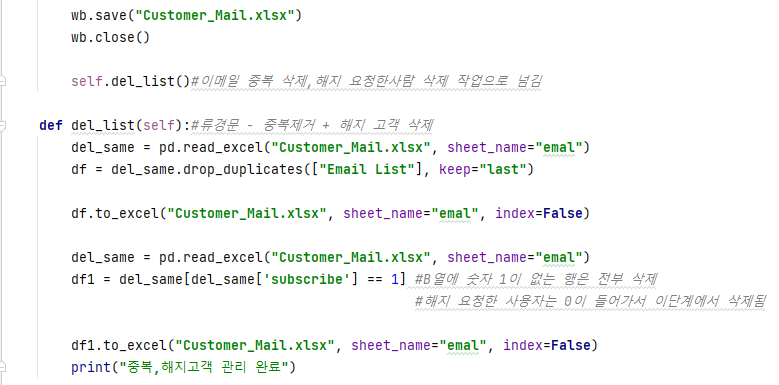 wb.save("Customer_Mail.xlsx")
wb.close()
self.del_list()#이메일 중복 삭제,해지 요청한사람 삭제 작업으로 넘김
def del_list(self):#류경문 - 중복제거 + 해지 고객 삭제
del_same = pd.read_excel("Customer_Mail.xlsx", sheet_name="emal")
df = del_same.drop_duplicates(["Email List"], keep="last")
df.to_excel("Customer_Mail.xlsx", sheet_name="emal", index=False)
del_same = pd.read_excel("Customer_Mail.xlsx", sheet_name="emal")
df1 = del_same[del_same['subscribe'] == 1] #B열에 숫자 1이 없는 행은 전부 삭제
#해지 요청한 사용자는 0이 들어가서 이단계에서 삭제됨
df1.to_excel("Customer_Mail.xlsx", sheet_name="emal", index=False)
print("중복,해지고객 관리 완료")